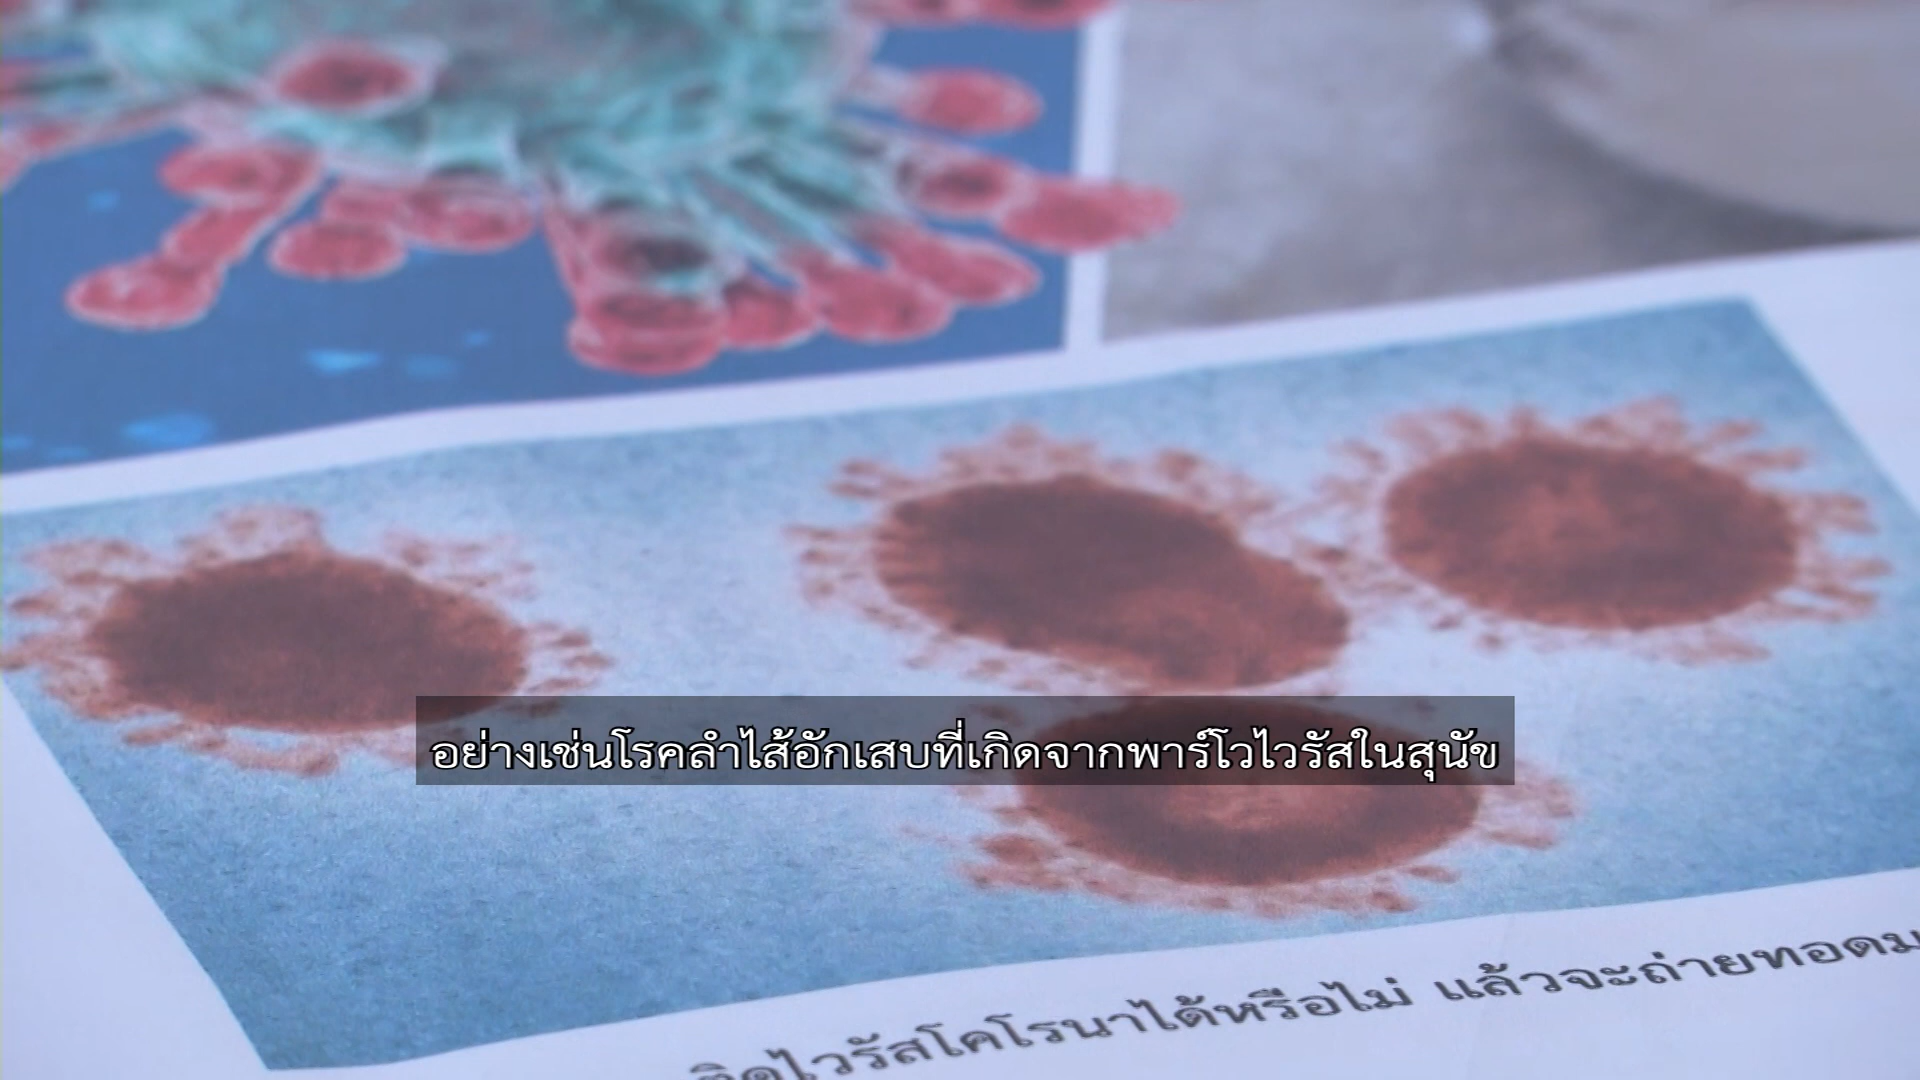 อย่างเช่นโรคลำไส้อักเสบที่เกิดจากพาร์โวไวรัสในสุนัข
ติดไวรัสโคโรนาได้หรือไม่ แล้วจะถ่ายทอดม